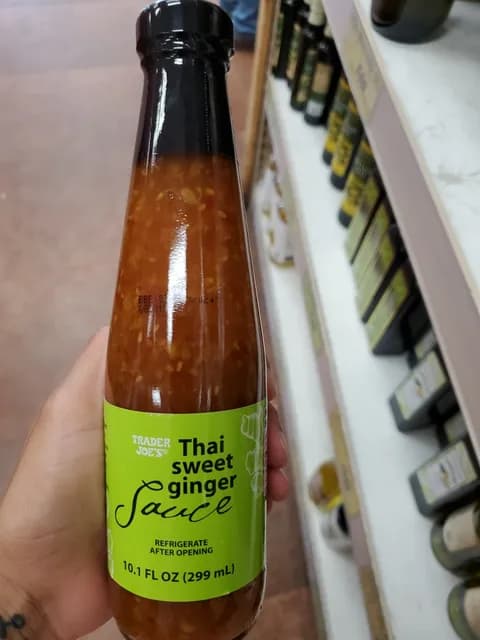 TRADER
JOE'S
Thai
sweet
ginger
Sauce
REFRIGERATE
AFTER OPENING
10.1 FL OZ (299 mL)